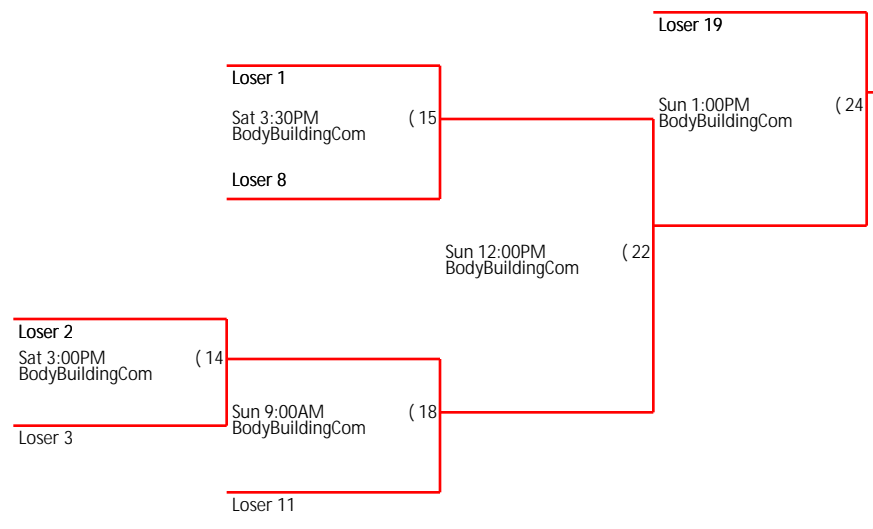 Loser 19
Loser 1
Sun 1:00PM
( 24
BodyBuildingCom
Sat 3:30PM
( 15
BodyBuildingCom
Loser 8
Sun 12:00PM
( 22
BodyBuildingCom
Loser 2
Sat 3:00PM
( 14
BodyBuildingCom
Sun 9:00AM
( 18
BodyBuildingCom
Loser 3
Loser 11